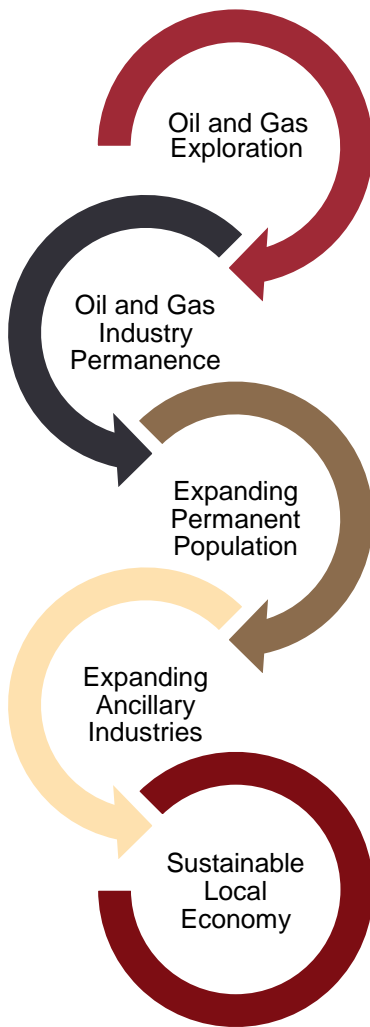 Oil and Gas
Exploration
Oil and Gas
Industry
Permanence
Expanding
Permanent
Population
Expanding
Ancillary
Industries
Sustainable
Local
Economy